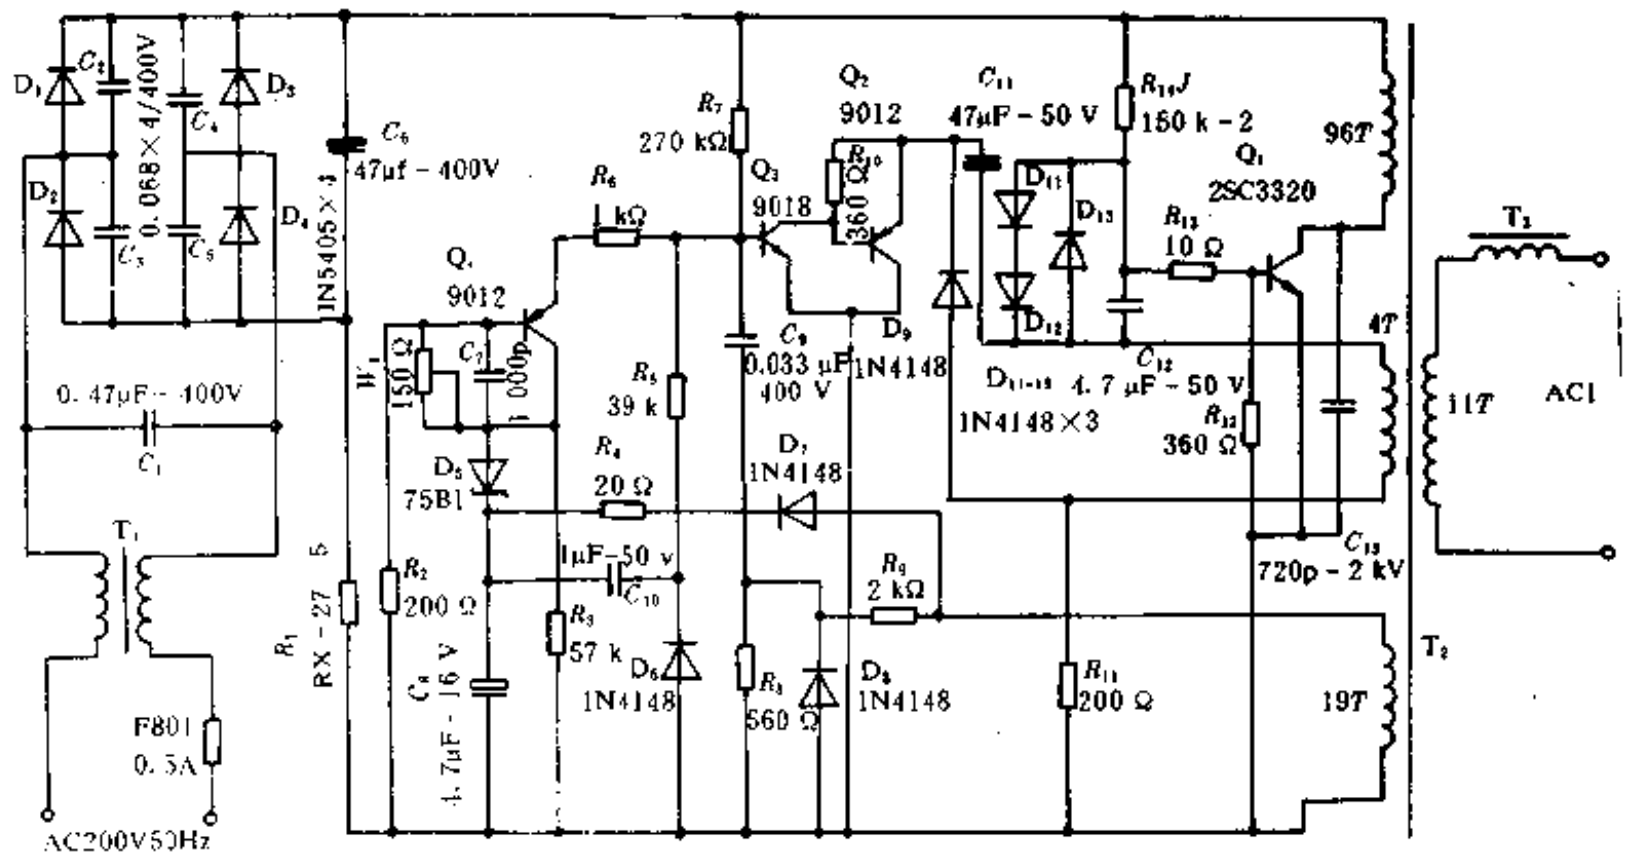 D₁
C₂
0.068×4/400V
C₄
D₃
D₂
C₃
C₅
D₄
1N5405×4
C₆
47μf-400V
0.47μF-400V
C₁
T₁
F801
0.5A
AC200V50Hz
R₁
RX-27 5
W₁
150 Ω
R₂
200 Ω
Q₄
9012
C₇
1 000p
D₅
75B1
C₈
4.7μF-16 V
R₆
kΩ
R₅
39 k
R₄
20 Ω
1μF-50 v
C₁₀
R₃
57 k
D₆
1N4148
R₇
270 kΩ
Q₃
9018
Q₂
9012
R₁₀
360 Ω
C₉
0.033 μF
400 V
D₉
1N4148
D₇
1N4148
R₈
560 Ω
R₉
2 kΩ
D₈
1N4148
C₁₁
47μF-50 V
D₁₁
D₁₂
D₁₃
D₁₁₋₁₃
1N4148×3
R₁₄J
150 k-2
Q₁
2SC3320
R₁₃
10 Ω
C₁₂
4.7 μF-50 V
R₁₂
360 Ω
C₁₃
720p-2 kV
R₁₁
200 Ω
96T
4T
19T
T₂
11T
T₃
AC1